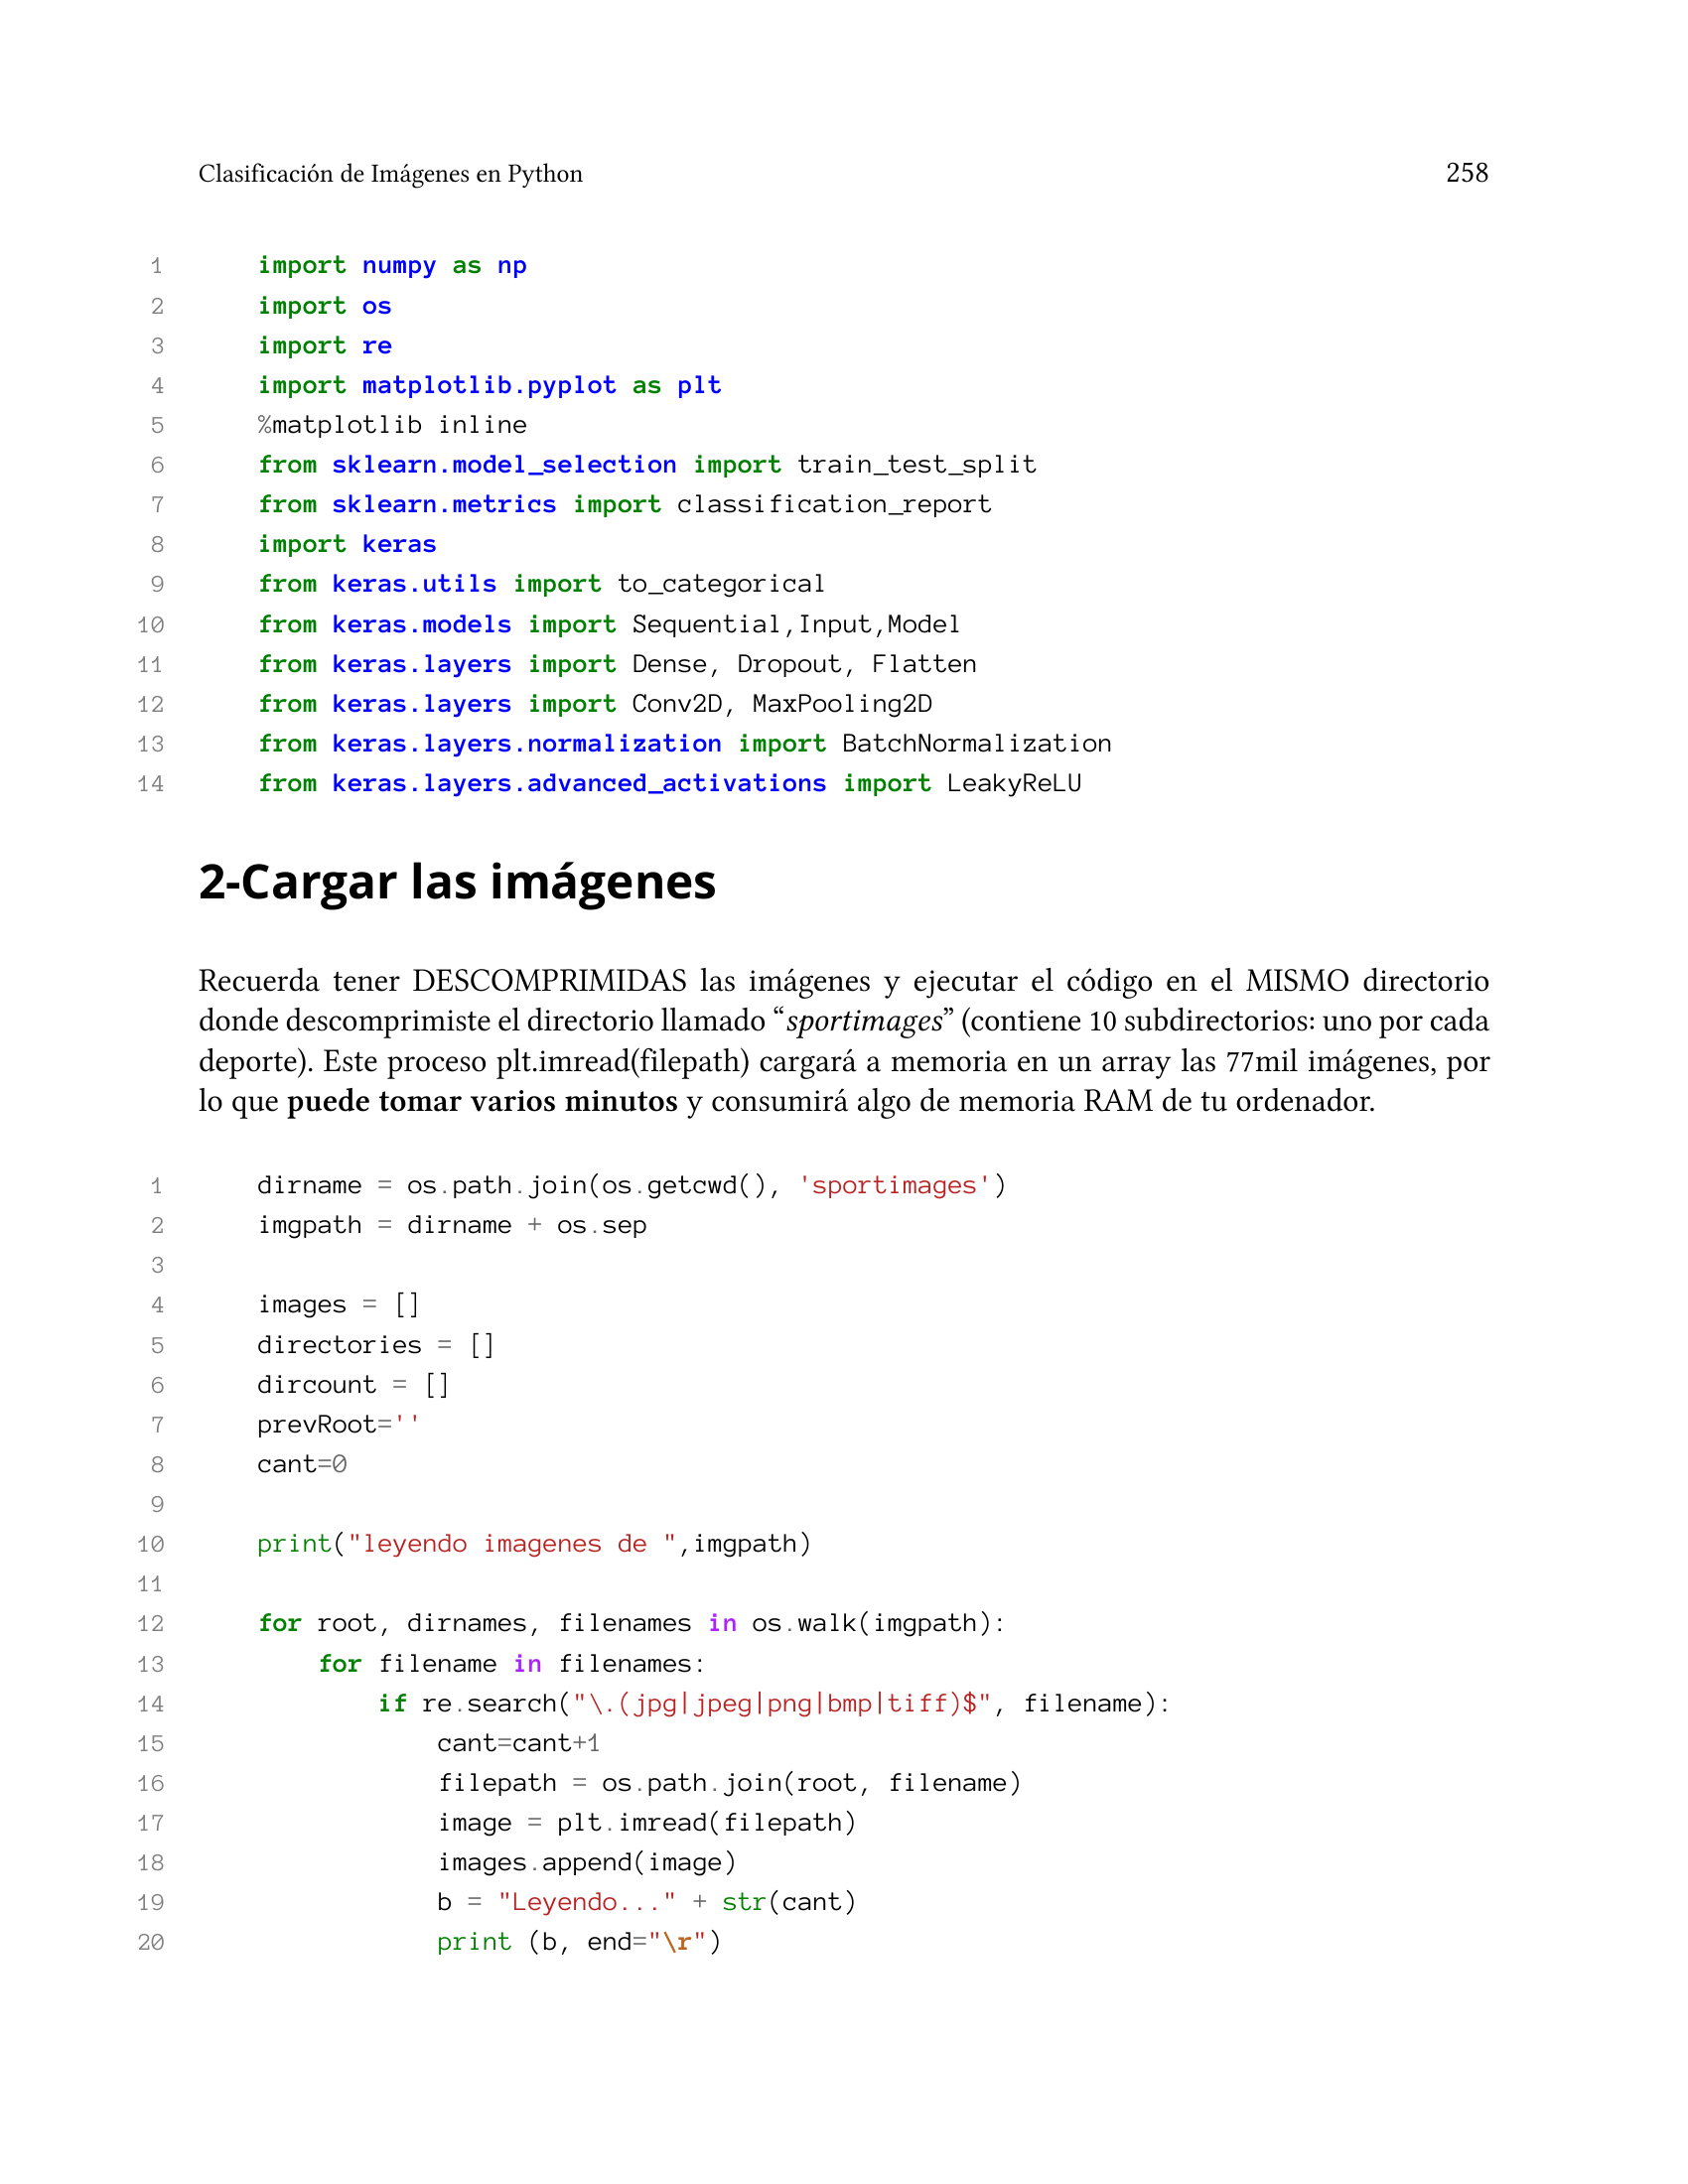 Clasificación de Imágenes en Python 258
1 import numpy as np
2 import os
3 import re
4 import matplotlib.pyplot as plt
5 %matplotlib inline
6 from sklearn.model_selection import train_test_split
7 from sklearn.metrics import classification_report
8 import keras
9 from keras.utils import to_categorical
10 from keras.models import Sequential,Input,Model
11 from keras.layers import Dense, Dropout, Flatten
12 from keras.layers import Conv2D, MaxPooling2D
13 from keras.layers.normalization import BatchNormalization
14 from keras.layers.advanced_activations import LeakyReLU
2-Cargar las imágenes
Recuerda tener DESCOMPRIMIDAS las imágenes y ejecutar el código en el MISMO directorio
donde descomprimiste el directorio llamado “sportimages” (contiene 10 subdirectorios: uno por cada
deporte). Este proceso plt.imread(filepath) cargará a memoria en un array las 77mil imágenes, por
lo que puede tomar varios minutos y consumirá algo de memoria RAM de tu ordenador.
1 dirname = os.path.join(os.getcwd(), 'sportimages')
2 imgpath = dirname + os.sep
3
4 images = []
5 directories = []
6 dircount = []
7 prevRoot=''
8 cant=0
9
10 print("leyendo imagenes de ",imgpath)
11
12 for root, dirnames, filenames in os.walk(imgpath):
13     for filename in filenames:
14         if re.search("\.(jpg|jpeg|png|bmp|tiff)$", filename):
15             cant=cant+1
16             filepath = os.path.join(root, filename)
17             image = plt.imread(filepath)
18             images.append(image)
19             b = "Leyendo..." + str(cant)
20             print (b, end="\r")